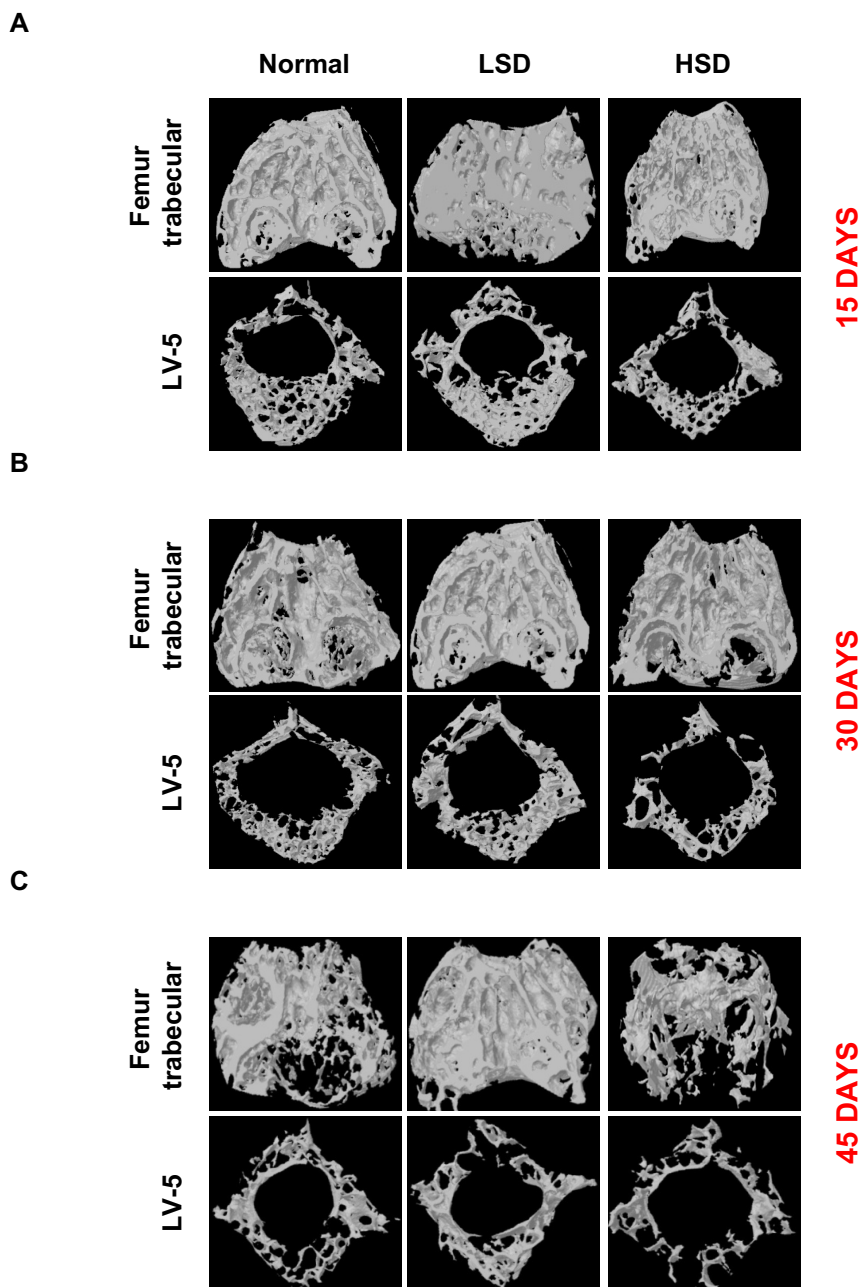 A
Normal LSD HSD
Femur
trabecular
15 DAYS
LV-5
B
Femur
trabecular
30 DAYS
LV-5
C
Femur
trabecular
45 DAYS
LV-5